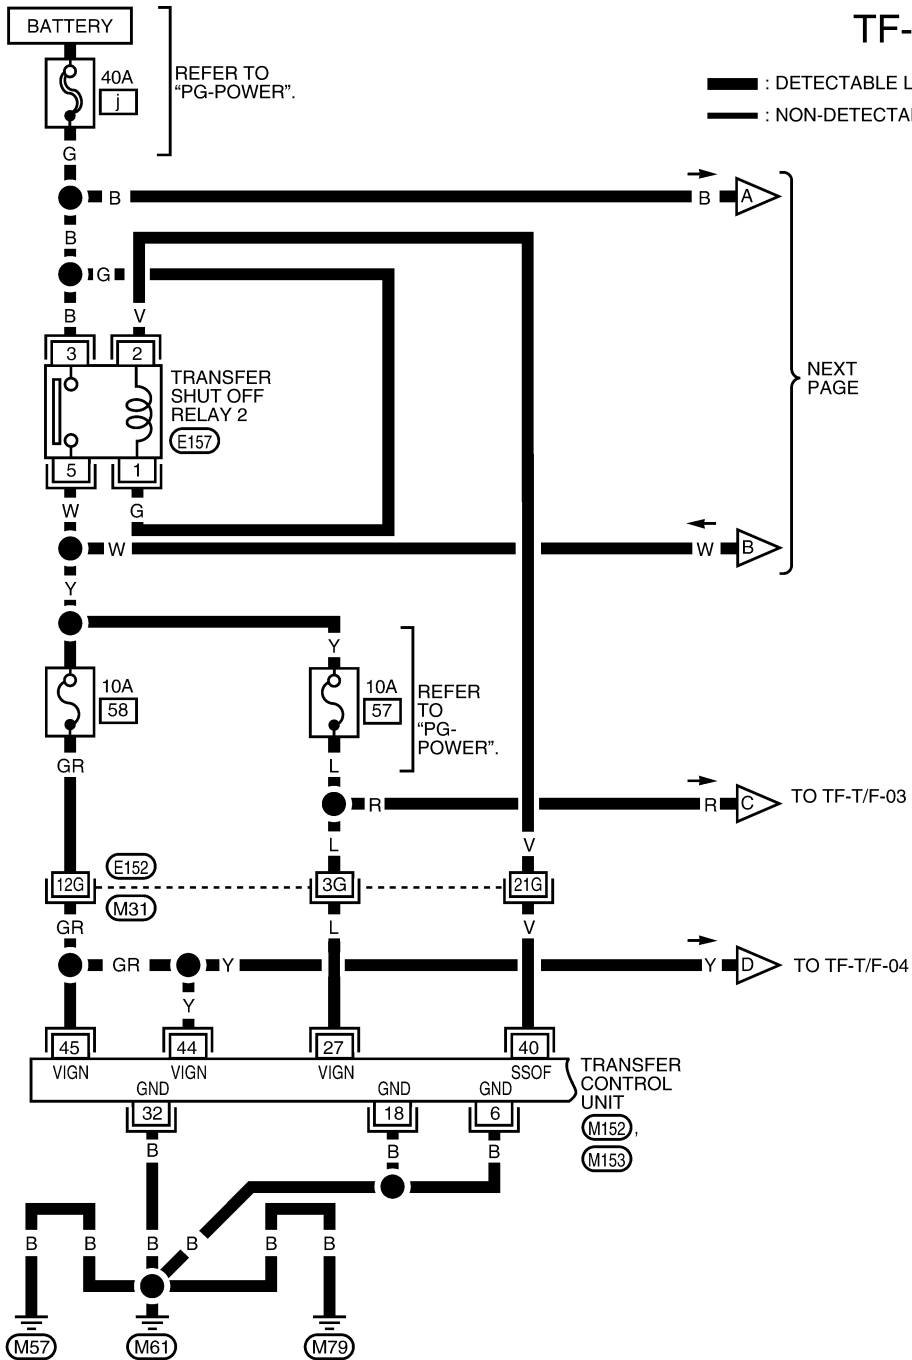 BATTERY
TF-
40A
j
REFER TO
“PG-POWER”.
: DETECTABLE L
: NON-DETECTA
G
B
B
A
B
G
B
V
3
2
TRANSFER
SHUT OFF
RELAY 2
E157
NEXT
PAGE
5
1
W
G
W
W
B
Y
Y
10A
58
10A
57
REFER
TO
“PG-
POWER”.
GR
L
R
R
C
TO TF-T/F-03
L
V
E152
12G
3G
21G
M31
GR
L
V
GR
Y
Y
D
TO TF-T/F-04
Y
45
44
27
40
VIGN
VIGN
VIGN
SSOF
GND
GND
GND
TRANSFER
CONTROL
UNIT
32
18
6
M152
,
M153
B
B
B
B
B
B
B
B
B
M57
M61
M79